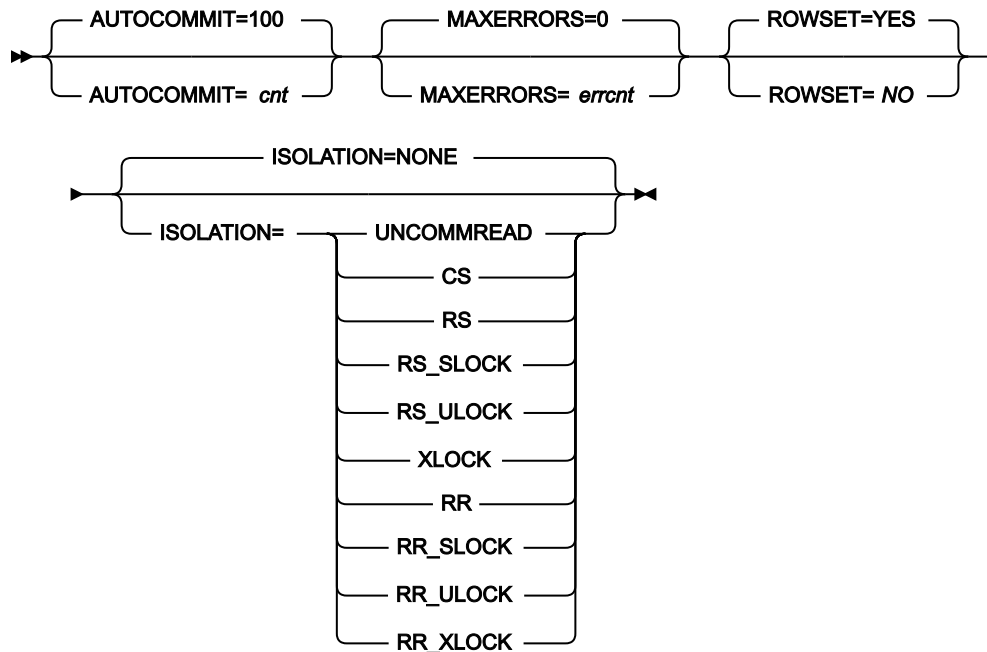 AUTOCOMMIT=100 MAXERRORS=0 ROWSET=YES
AUTOCOMMIT= cnt MAXERRORS= errcnt ROWSET= NO
ISOLATION=NONE
ISOLATION= UNCOMMREAD
CS
RS
RS_SLOCK
RS_ULOCK
XLOCK
RR
RR_SLOCK
RR_ULOCK
RR_XLOCK